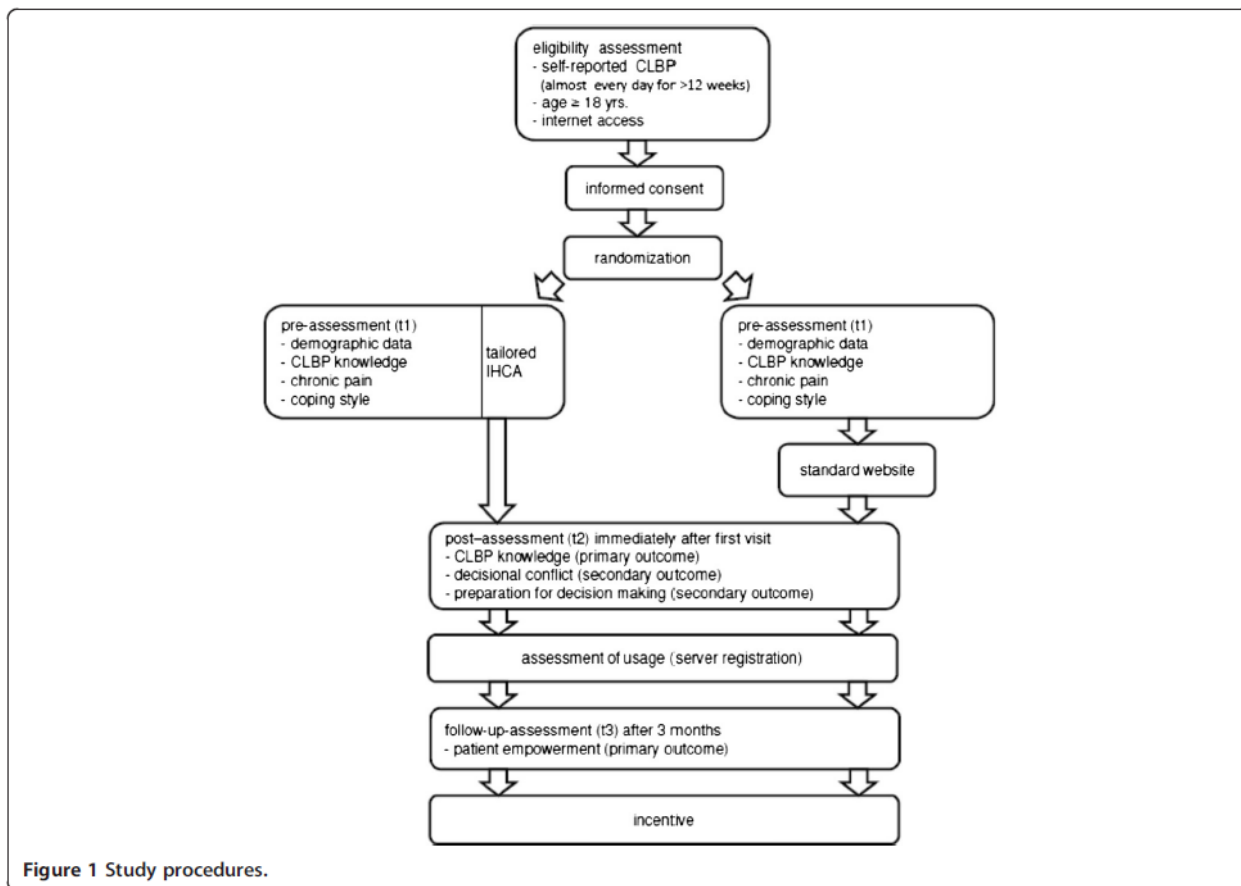 eligibility assessment
- self-reported CLBP
(almost every day for >12 weeks)
- age ≥ 18 yrs.
- internet access
informed consent
randomization
pre-assessment (t1)
- demographic data
- CLBP knowledge
- chronic pain
- coping style
tailored
IHCA
pre-assessment (t1)
- demographic data
- CLBP knowledge
- chronic pain
- coping style
standard website
post–assessment (t2) immediately after first visit
- CLBP knowledge (primary outcome)
- decisional conflict (secondary outcome)
- preparation for decision making (secondary outcome)
assessment of usage (server registration)
follow-up-assessment (t3) after 3 months
- patient empowerment (primary outcome)
incentive
Figure 1 Study procedures.